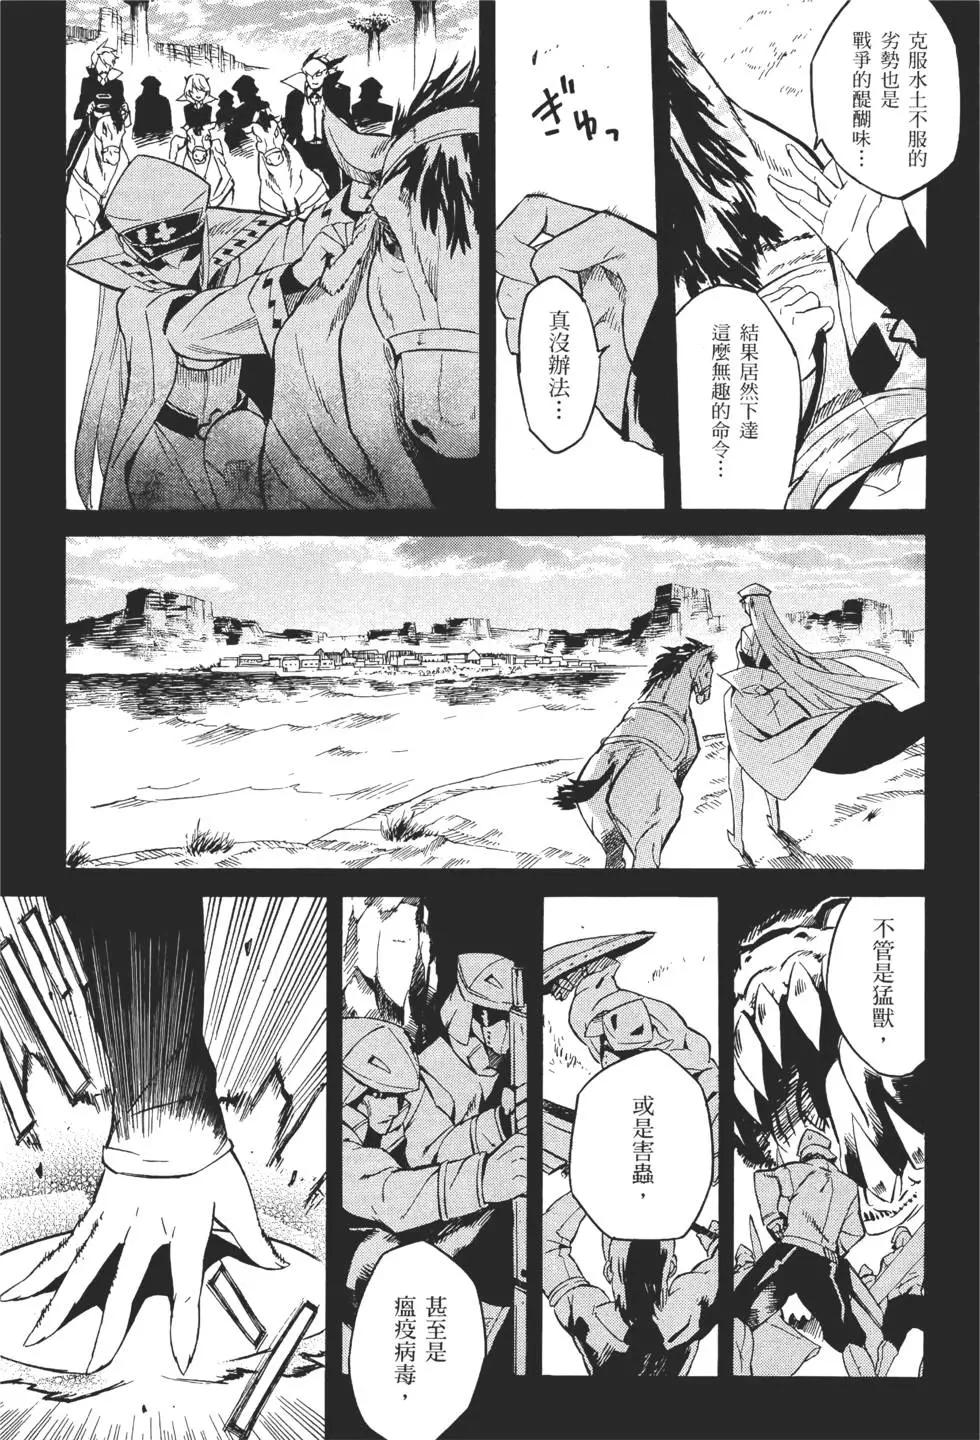 克服水土不服的
劣勢也是
戰爭的醍醐味…
結果居然下達
這麼無趣的命令…
ぎゅっ
真沒辦法…
不管是猛獸，
或是害蟲，
甚至是
瘟疫病毒，